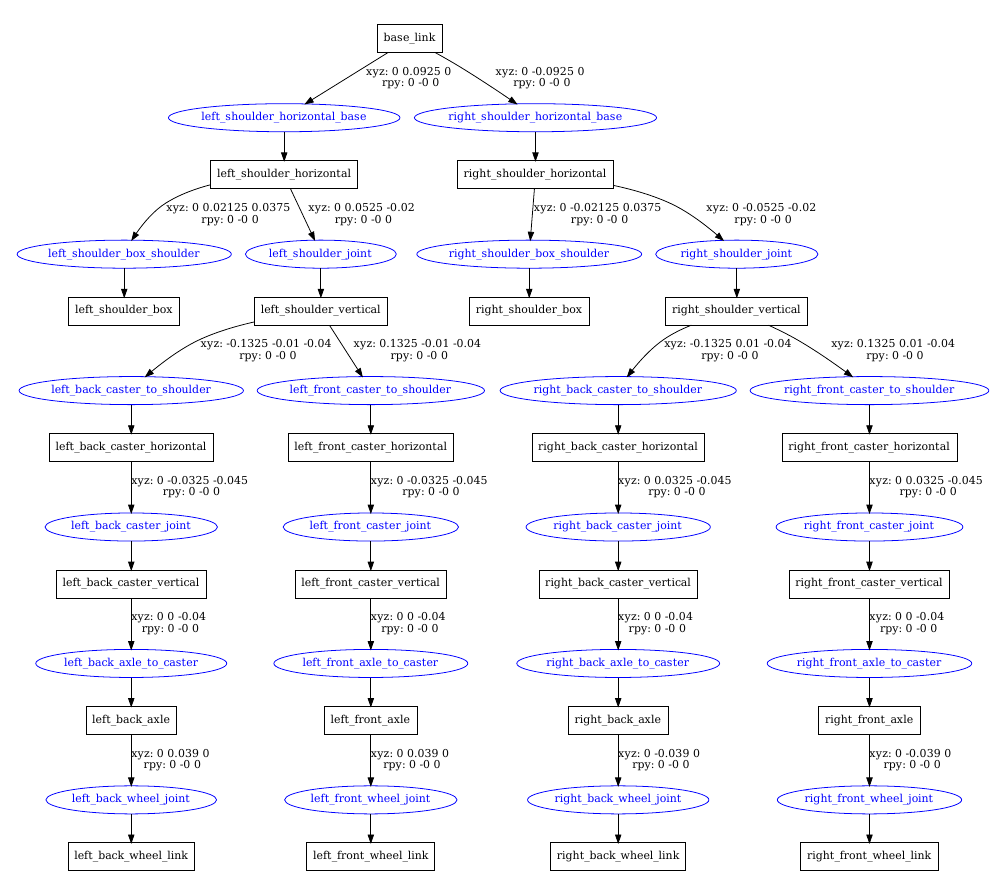 base_link
xyz: 0 0.0925 0
rpy: 0 -0 0
xyz: 0 -0.0925 0
rpy: 0 -0 0
left_shoulder_horizontal_base
right_shoulder_horizontal_base
left_shoulder_horizontal
right_shoulder_horizontal
xyz: 0 0.02125 0.0375
rpy: 0 -0 0
xyz: 0 0.0525 -0.02
rpy: 0 -0 0
xyz: 0 -0.02125 0.0375
rpy: 0 -0 0
xyz: 0 -0.0525 -0.02
rpy: 0 -0 0
left_shoulder_box_shoulder
left_shoulder_joint
right_shoulder_box_shoulder
right_shoulder_joint
left_shoulder_box
left_shoulder_vertical
right_shoulder_box
right_shoulder_vertical
xyz: -0.1325 -0.01 -0.04
rpy: 0 -0 0
xyz: 0.1325 -0.01 -0.04
rpy: 0 -0 0
xyz: -0.1325 0.01 -0.04
rpy: 0 -0 0
xyz: 0.1325 0.01 -0.04
rpy: 0 -0 0
left_back_caster_to_shoulder
left_front_caster_to_shoulder
right_back_caster_to_shoulder
right_front_caster_to_shoulder
left_back_caster_horizontal
left_front_caster_horizontal
right_back_caster_horizontal
right_front_caster_horizontal
xyz: 0 -0.0325 -0.045
rpy: 0 -0 0
xyz: 0 -0.0325 -0.045
rpy: 0 -0 0
xyz: 0 0.0325 -0.045
rpy: 0 -0 0
xyz: 0 0.0325 -0.045
rpy: 0 -0 0
left_back_caster_joint
left_front_caster_joint
right_back_caster_joint
right_front_caster_joint
left_back_caster_vertical
left_front_caster_vertical
right_back_caster_vertical
right_front_caster_vertical
xyz: 0 0 -0.04
rpy: 0 -0 0
xyz: 0 0 -0.04
rpy: 0 -0 0
xyz: 0 0 -0.04
rpy: 0 -0 0
xyz: 0 0 -0.04
rpy: 0 -0 0
left_back_axle_to_caster
left_front_axle_to_caster
right_back_axle_to_caster
right_front_axle_to_caster
left_back_axle
left_front_axle
right_back_axle
right_front_axle
xyz: 0 0.039 0
rpy: 0 -0 0
xyz: 0 0.039 0
rpy: 0 -0 0
xyz: 0 -0.039 0
rpy: 0 -0 0
xyz: 0 -0.039 0
rpy: 0 -0 0
left_back_wheel_joint
left_front_wheel_joint
right_back_wheel_joint
right_front_wheel_joint
left_back_wheel_link
left_front_wheel_link
right_back_wheel_link
right_front_wheel_link